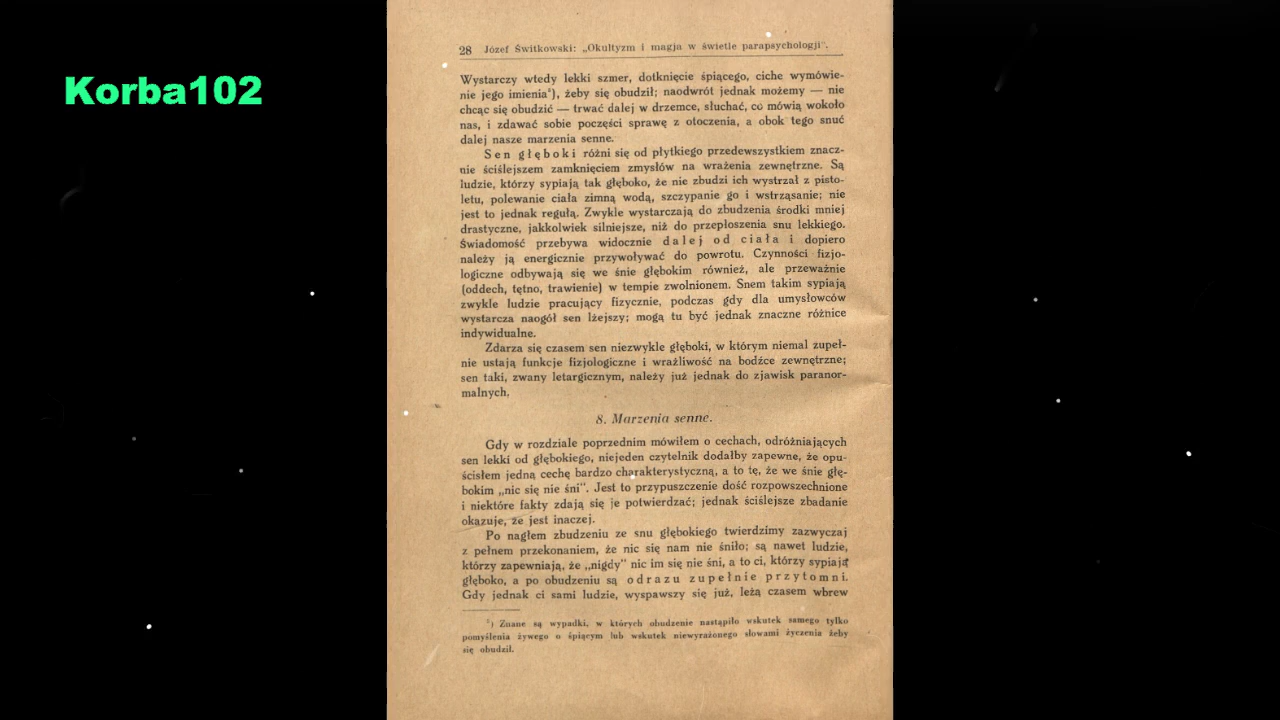 Korba102
28 Józef Świtkowski: „Okultyzm i magja w świetle parapsychologji".
Wystarczy wtedy lekki szmer, dotknięcie śpiącego, ciche wymówie-
nie jego imienia⁵), żeby się obudził; naodwrót jednak możemy — nie
chcąc się obudzić — trwać dalej w drzemce, słuchać, co mówią wokoło
nas, i zdawać sobie poczęści sprawę z otoczenia, a obok tego snuć
dalej nasze marzenia senne.
Sen głęboki różni się od płytkiego przedewszystkiem znacz-
nie ściślejszem zamknięciem zmysłów na wrażenia zewnętrzne. Są
ludzie, którzy sypiają tak głęboko, że nie zbudzi ich wystrzał z pisto-
letu, polewanie ciała zimną wodą, szczypanie go i wstrząsanie; nie
jest to jednak regułą. Zwykle wystarczają do zbudzenia środki mniej
drastyczne, jakkolwiek silniejsze, niż do przepłoszenia snu lekkiego.
Świadomość przebywa widocznie dalej od ciała i dopiero
należy ją energicznie przywoływać do powrotu. Czynności fizjo-
logiczne odbywają się we śnie głębokim również, ale przeważnie
(oddech, tętno, trawienie) w tempie zwolnionem. Snem takim sypiają
zwykle ludzie pracujący fizycznie, podczas gdy dla umysłowców
wystarcza naogół sen lżejszy; mogą tu być jednak znaczne różnice
indywidualne.
Zdarza się czasem sen niezwykle głęboki, w którym niemal zupeł-
nie ustają funkcje fizjologiczne i wrażliwość na bodźce zewnętrzne;
sen taki, zwany letargicznym, należy już jednak do zjawisk paranor-
malnych.
8. Marzenia senne.
Gdy w rozdziale poprzednim mówiłem o cechach, odróżniających
sen lekki od głębokiego, niejeden czytelnik dodałby zapewne, że opu-
ściłem jedną cechę bardzo charakterystyczną, a to tę, że we śnie głę-
bokim „nic się nie śni". Jest to przypuszczenie dość rozpowszechnione
i niektóre fakty zdają się je potwierdzać; jednak ściślejsze zbadanie
okazuje, że jest inaczej.
Po nagłem zbudzeniu ze snu głębokiego twierdzimy zazwyczaj
z pełnem przekonaniem, że nic się nam nie śniło; są nawet ludzie,
którzy zapewniają, że „nigdy" nic im się nie śni, a to ci, którzy sypiają
głęboko, a po obudzeniu są odrazu zupełnie przytomni.
Gdy jednak ci sami ludzie, wyspawszy się już, leżą czasem wbrew
⁵) Znane są wypadki, w których obudzenie nastąpiło wskutek samego tylko
pomyślenia żywego o śpiącym lub wskutek niewyrażonego słowami życzenia żeby
się obudził.